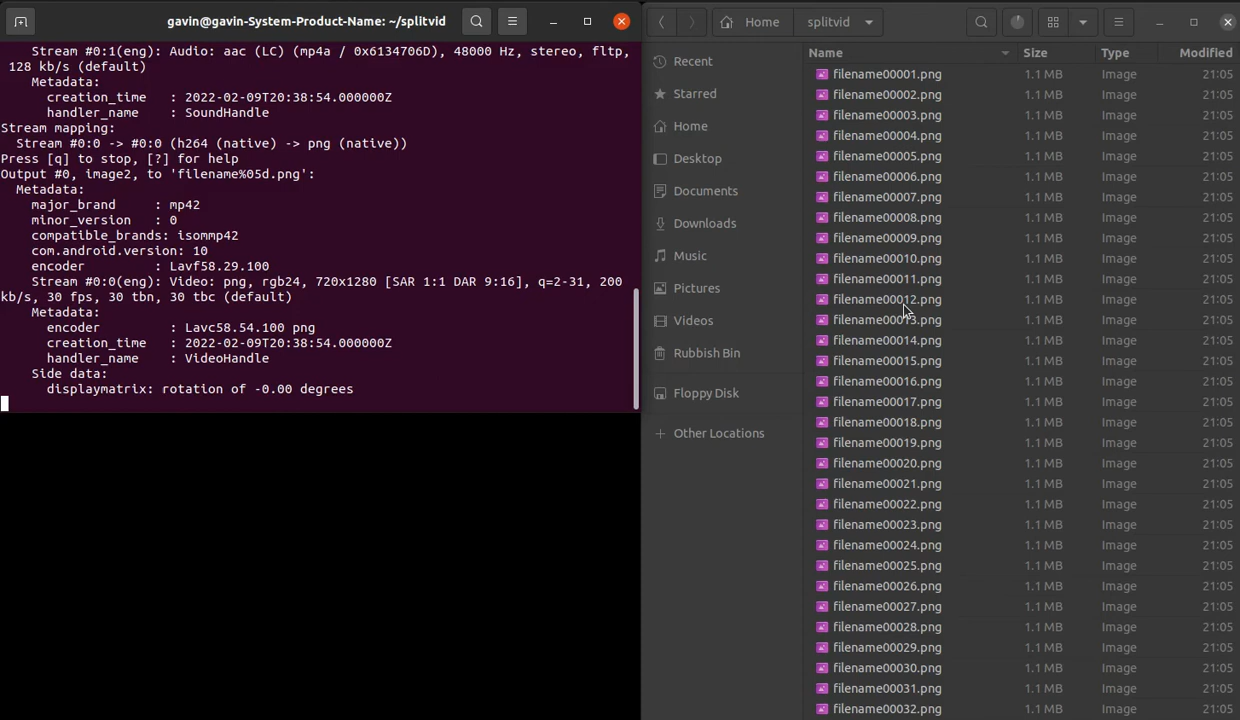 gavin@gavin-System-Product-Name: ~/splitvid
Stream #0:1(eng): Audio: aac (LC) (mp4a / 0x6134706D), 48000 Hz, stereo, fltp,
128 kb/s (default)
Metadata:
creation_time : 2022-02-09T20:38:54.000000Z
handler_name : SoundHandle
Stream mapping:
Stream #0:0 -> #0:0 (h264 (native) -> png (native))
Press [q] to stop, [?] for help
Output #0, image2, to 'filename%05d.png':
Metadata:
major_brand : mp42
minor_version : 0
compatible_brands: isommp42
com.android.version: 10
encoder : Lavf58.29.100
Stream #0:0(eng): Video: png, rgb24, 720x1280 [SAR 1:1 DAR 9:16], q=2-31, 200
kb/s, 30 fps, 30 tbn, 30 tbc (default)
Metadata:
encoder : Lavc58.54.100 png
creation_time : 2022-02-09T20:38:54.000000Z
handler_name : VideoHandle
Side data:
displaymatrix: rotation of -0.00 degrees
Home splitvid
Recent
Starred
Home
Desktop
Documents
Downloads
Music
Pictures
Videos
Rubbish Bin
Floppy Disk
+ Other Locations
Name Size Type Modified
filename00001.png 1.1 MB Image 21:05
filename00002.png 1.1 MB Image 21:05
filename00003.png 1.1 MB Image 21:05
filename00004.png 1.1 MB Image 21:05
filename00005.png 1.1 MB Image 21:05
filename00006.png 1.1 MB Image 21:05
filename00007.png 1.1 MB Image 21:05
filename00008.png 1.1 MB Image 21:05
filename00009.png 1.1 MB Image 21:05
filename00010.png 1.1 MB Image 21:05
filename00011.png 1.1 MB Image 21:05
filename00012.png 1.1 MB Image 21:05
filename00013.png 1.1 MB Image 21:05
filename00014.png 1.1 MB Image 21:05
filename00015.png 1.1 MB Image 21:05
filename00016.png 1.1 MB Image 21:05
filename00017.png 1.1 MB Image 21:05
filename00018.png 1.1 MB Image 21:05
filename00019.png 1.1 MB Image 21:05
filename00020.png 1.1 MB Image 21:05
filename00021.png 1.1 MB Image 21:05
filename00022.png 1.1 MB Image 21:05
filename00023.png 1.1 MB Image 21:05
filename00024.png 1.1 MB Image 21:05
filename00025.png 1.1 MB Image 21:05
filename00026.png 1.1 MB Image 21:05
filename00027.png 1.1 MB Image 21:05
filename00028.png 1.1 MB Image 21:05
filename00029.png 1.1 MB Image 21:05
filename00030.png 1.1 MB Image 21:05
filename00031.png 1.1 MB Image 21:05
filename00032.png 1.1 MB Image 21:05